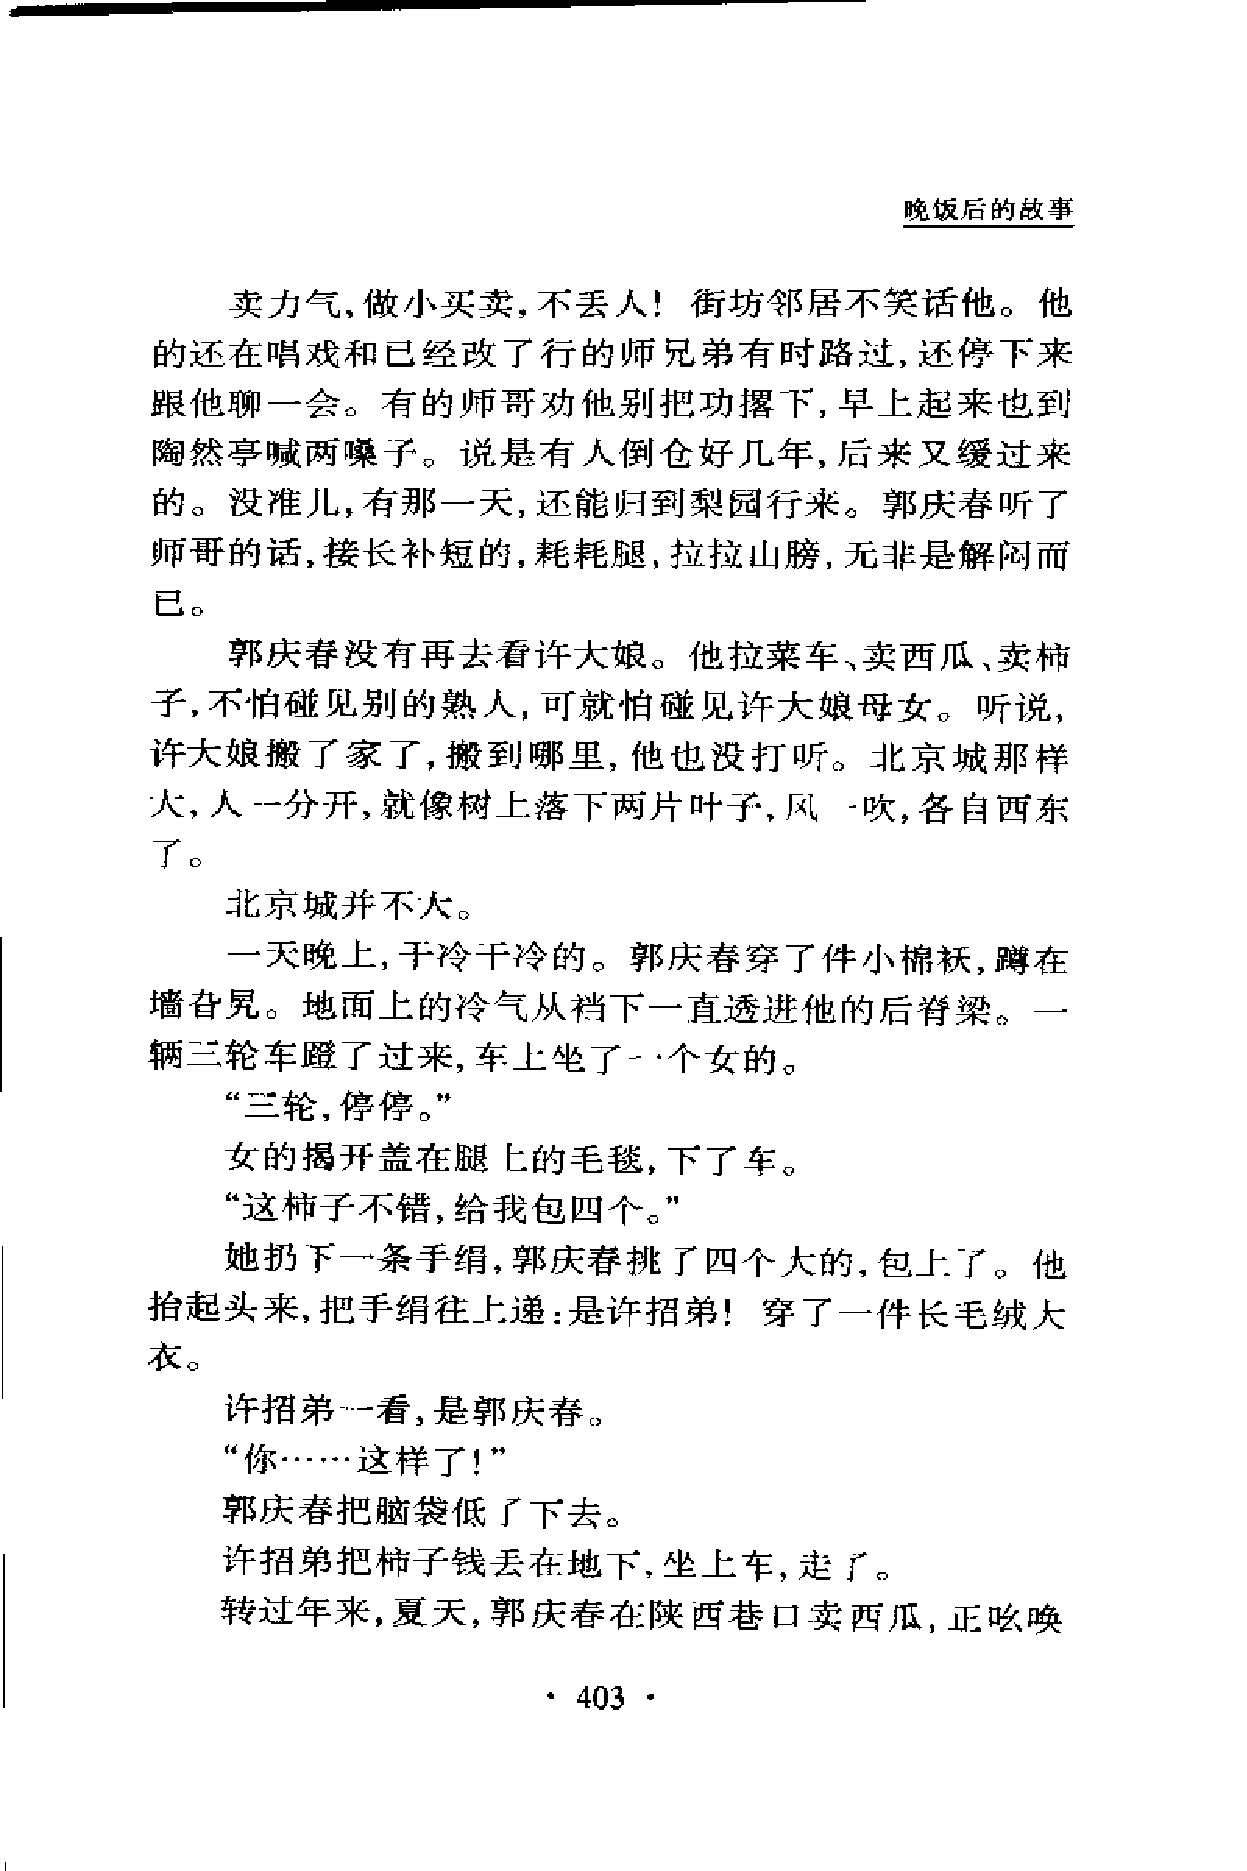 晚饭后的故事
卖力气,做小买卖,不丢人! 街坊邻居不笑话他。他
的还在唱戏和已经改了行的师兄弟有时路过,还停下来
跟他聊一会。有的师哥劝他别把功撂下,早上起来也到
陶然亭喊两嗓子。说是有人倒仓好几年,后来又缓过来
的。没准儿,有那一天,还能归到梨园行来。郭庆春听了
师哥的话,接长补短的,耗耗腿,拉拉山膀,无非是解闷而
已。
郭庆春没有再去看许大娘。他拉菜车、卖西瓜、卖柿
子,不怕碰见别的熟人,可就怕碰见许大娘母女。听说,
许大娘搬了家了,搬到哪里,他也没打听。北京城那样
大,人一分开,就像树上落下两片叶子,风一吹,各自西东
了。
北京城并不大。
一天晚上,干冷干冷的。郭庆春穿了件小棉袄,蹲在
墙旮旯。地面上的冷气从裆下一直透进他的后脊梁。一
辆三轮车蹬了过来,车上坐了一个女的。
“三轮,停停。”
女的揭开盖在腿上的毛毯,下了车。
“这柿子不错,给我包四个。”
她扔下一条手绢,郭庆春挑了四个大的,包上了。他
抬起头来,把手绢往上递:是许招弟! 穿了一件长毛绒大
衣。
许招弟一看,是郭庆春。
“你……这样了!”
郭庆春把脑袋低了下去。
许招弟把柿子钱丢在地下,坐上车,走了。
转过年来,夏天,郭庆春在陕西巷口卖西瓜,正吆唤
· 403 ·